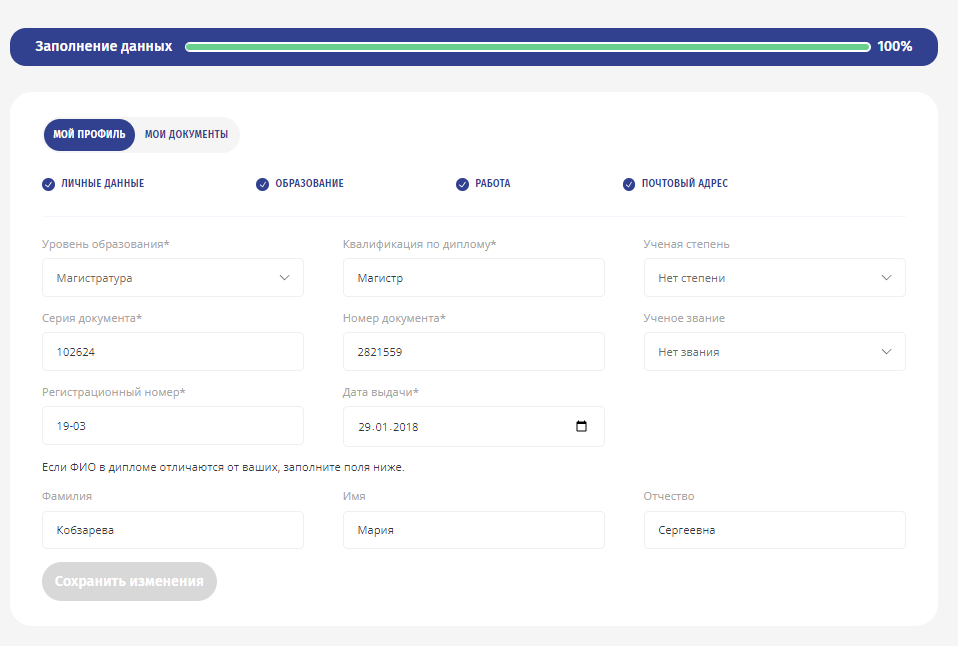 Заполнение данных 100%
МОЙ ПРОФИЛЬ МОИ ДОКУМЕНТЫ
ЛИЧНЫЕ ДАННЫЕ ОБРАЗОВАНИЕ РАБОТА ПОЧТОВЫЙ АДРЕС
Уровень образования* Квалификация по диплому* Ученая степень
Магистратура Магистр Нет степени
Серия документа* Номер документа* Ученое звание
102624 2821559 Нет звания
Регистрационный номер* Дата выдачи*
19-03 29.01.2018
Если ФИО в дипломе отличаются от ваших, заполните поля ниже.
Фамилия Имя Отчество
Кобзарева Мария Сергеевна
Сохранить изменения